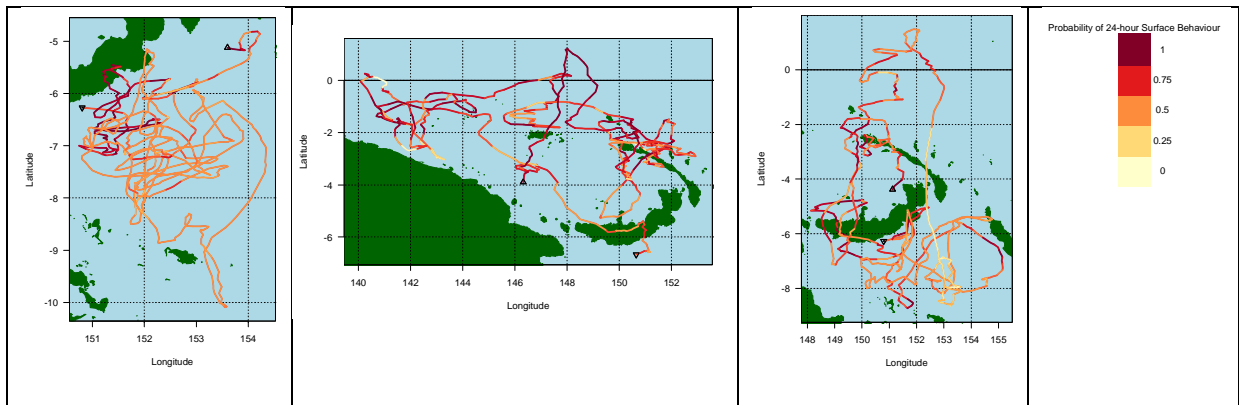 -5
-6
-7
-8
-9
-10
Latitude
151 152 153 154
Longitude
0
-2
-4
-6
Latitude
140 142 144 146 148 150 152
Longitude
0
-2
-4
-6
-8
Latitude
148 149 150 151 152 153 154 155
Longitude
Probability of 24-hour Surface Behaviour
1
0.75
0.5
0.25
0